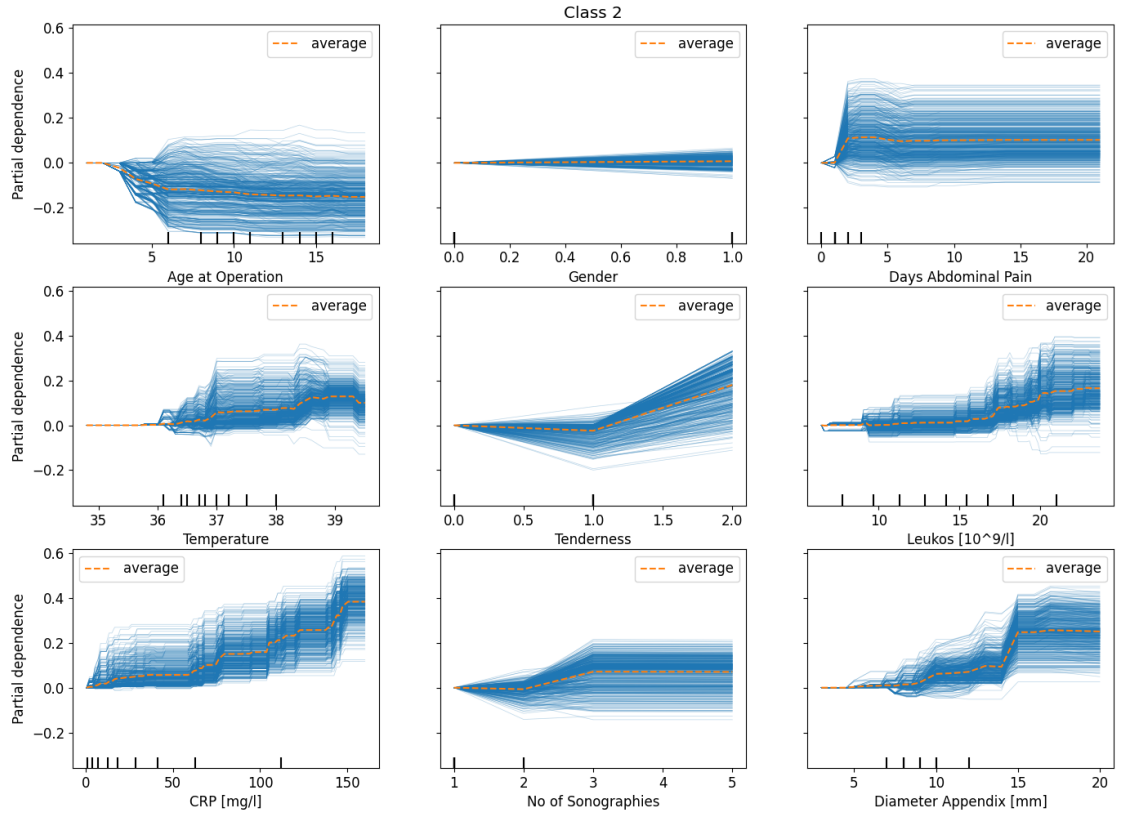 Class 2
0.6
0.4
0.2
0.0
−0.2
Partial dependence
average
5 10 15
Age at Operation
average
0.0 0.2 0.4 0.6 0.8 1.0
Gender
average
0 5 10 15 20
Days Abdominal Pain
0.6
0.4
0.2
0.0
−0.2
Partial dependence
average
35 36 37 38 39
Temperature
average
0.0 0.5 1.0 1.5 2.0
Tenderness
average
10 15 20
Leukos [10^9/l]
0.6
0.4
0.2
0.0
−0.2
Partial dependence
average
0 50 100 150
CRP [mg/l]
average
1 2 3 4 5
No of Sonographies
average
5 10 15 20
Diameter Appendix [mm]